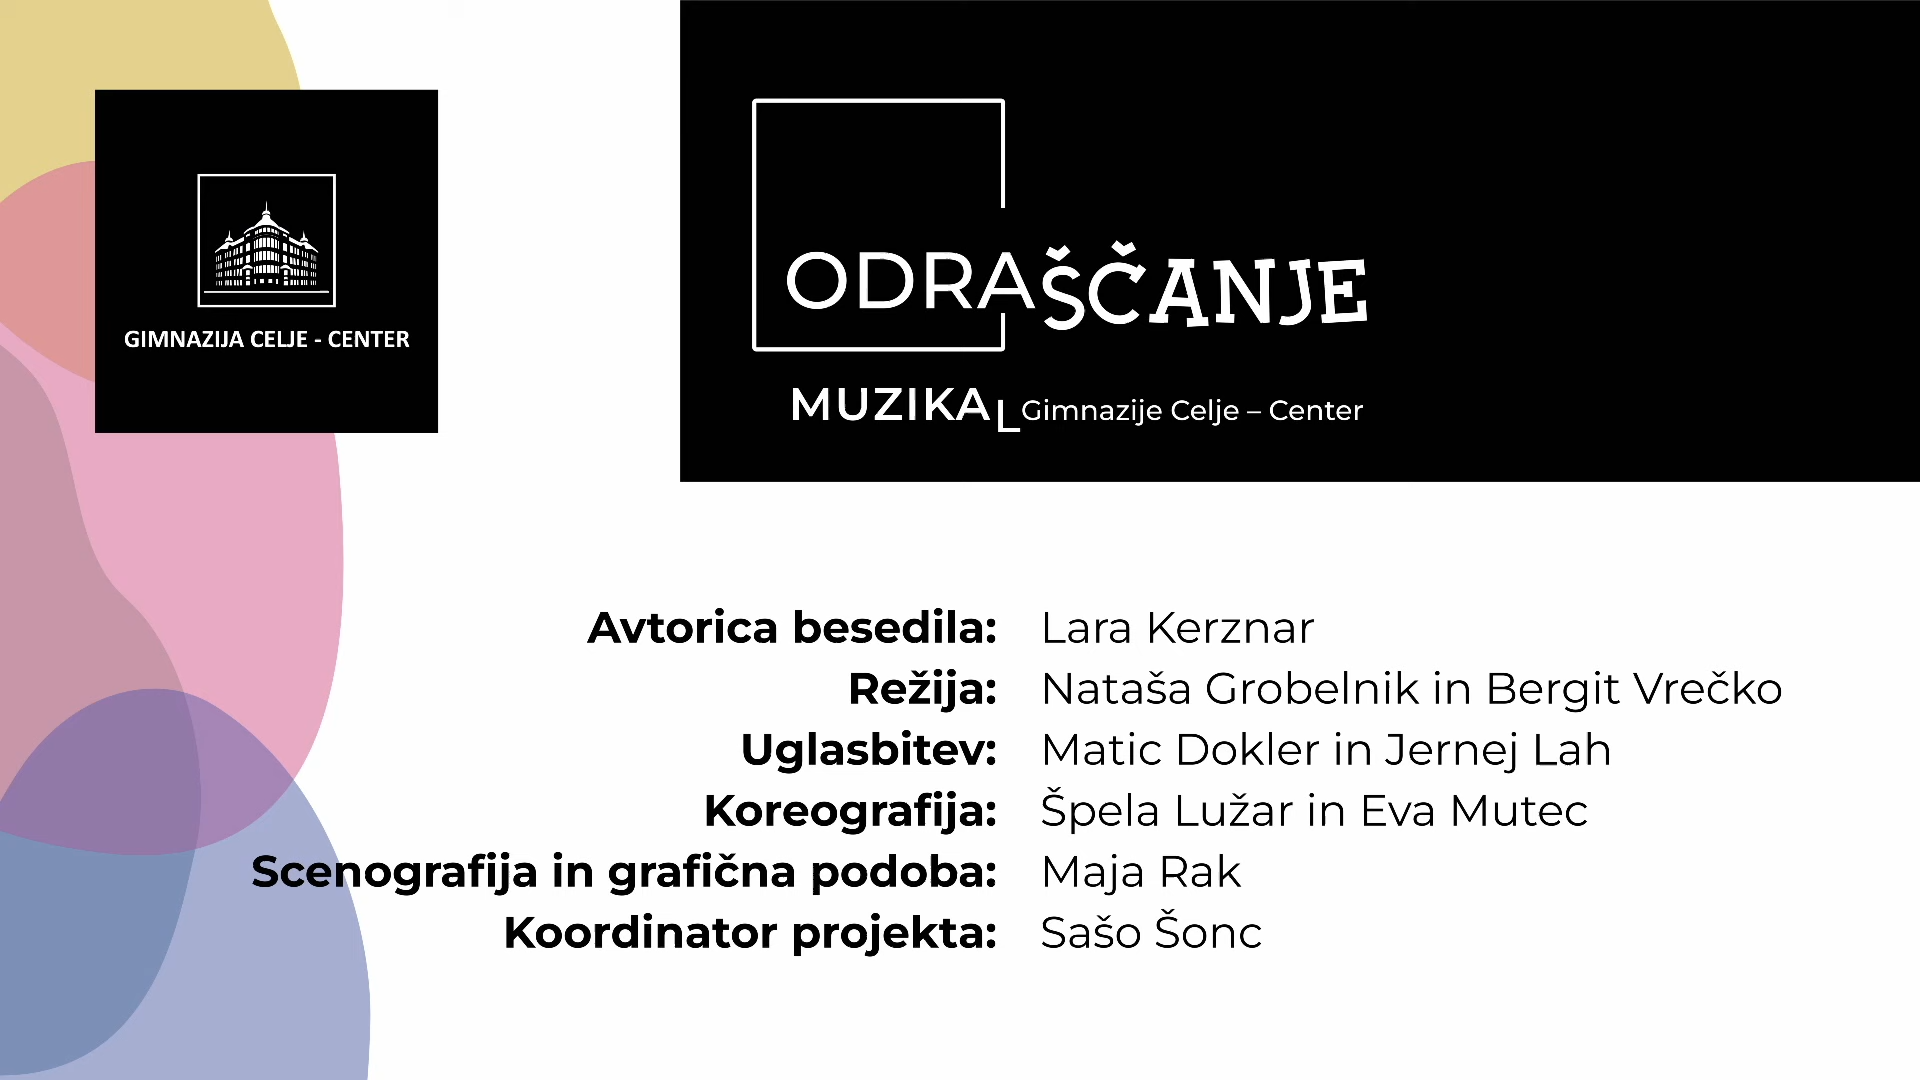 GIMNAZIJA CELJE - CENTER
ODRAŠČANJE
MUZIKAL Gimnazije Celje – Center
Avtorica besedila: Lara Kerznar
Režija: Nataša Grobelnik in Bergit Vrečko
Uglasbitev: Matic Dokler in Jernej Lah
Koreografija: Špela Lužar in Eva Mutec
Scenografija in grafična podoba: Maja Rak
Koordinator projekta: Sašo Šonc